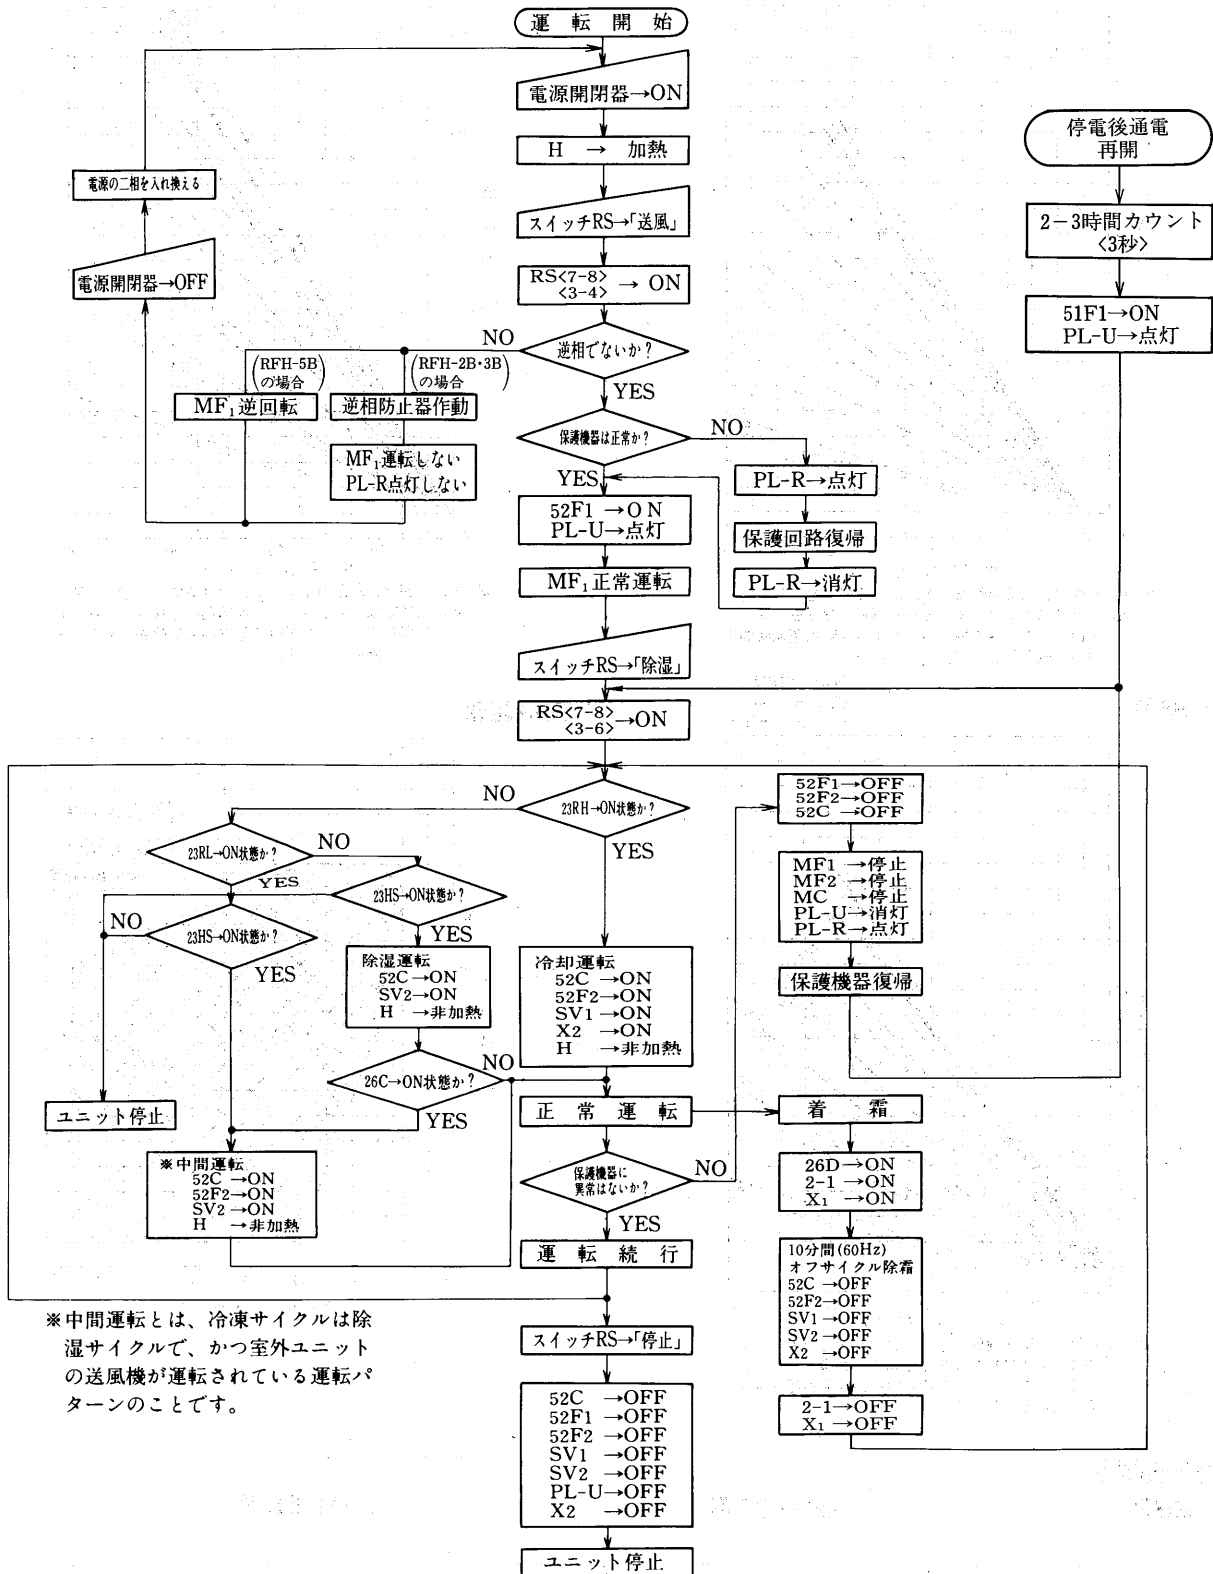 運転開始
電源開閉器→ON
H → 加熱
スイッチRS→「送風」
RS<7-8>
<3-4> → ON
逆相でないか?
NO
YES
電源の二相を入れ換える
電源開閉器→OFF
(RFH-5B
の場合)
(RFH-2B・3B
の場合)
MF₁逆回転
逆相防止器作動
MF₁運転しない
PL-R点灯しない
保護機器は正常か?
NO
YES
PL-R→点灯
保護回路復帰
PL-R→消灯
52F1 →ON
PL-U→点灯
MF₁正常運転
スイッチRS→「除湿」
RS<7-8>
<3-6> →ON
停電後通電
再開
2-3時間カウント
<3秒>
51F1→ON
PL-U→点灯
23RH→ON状態か?
NO
YES
23RL→ON状態か?
NO
YES
23HS→ON状態か?
NO
YES
23HS→ON状態か?
YES
除湿運転
52C →ON
SV2→ON
H →非加熱
26C→ON状態か?
NO
YES
ユニット停止
※中間運転
52C →ON
52F2→ON
SV2→ON
H →非加熱
冷却運転
52C →ON
52F2→ON
SV1→ON
X2 →ON
H →非加熱
正常運転
保護機器に
異常はないか?
NO
YES
運転続行
スイッチRS→「停止」
52C →OFF
52F1 →OFF
52F2 →OFF
SV1 →OFF
SV2 →OFF
PL-U→OFF
X2 →OFF
ユニット停止
52F1→OFF
52F2→OFF
52C →OFF
MF1 →停止
MF2 →停止
MC →停止
PL-U→消灯
PL-R→点灯
保護機器復帰
着霜
26D→ON
2-1 →ON
X₁ →ON
10分間(60Hz)
オフサイクル除霜
52C →OFF
52F2→OFF
SV1 →OFF
SV2 →OFF
X2 →OFF
2-1→OFF
X₁ →OFF
※中間運転とは、冷凍サイクルは除
湿サイクルで、かつ室外ユニット
の送風機が運転されている運転パ
ターンのことです。